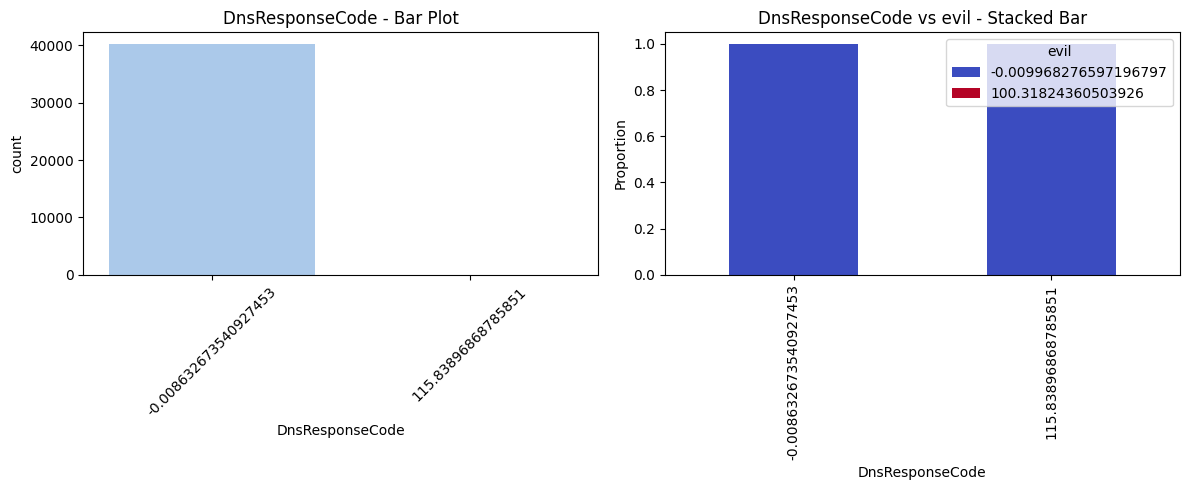 DnsResponseCode - Bar Plot
count
40000
30000
20000
10000
0
-0.008632673540927453
115.83896868785851
DnsResponseCode
DnsResponseCode vs evil - Stacked Bar
Proportion
1.0
0.8
0.6
0.4
0.2
0.0
evil
-0.009968276597196797
100.31824360503926
-0.008632673540927453
115.83896868785851
DnsResponseCode